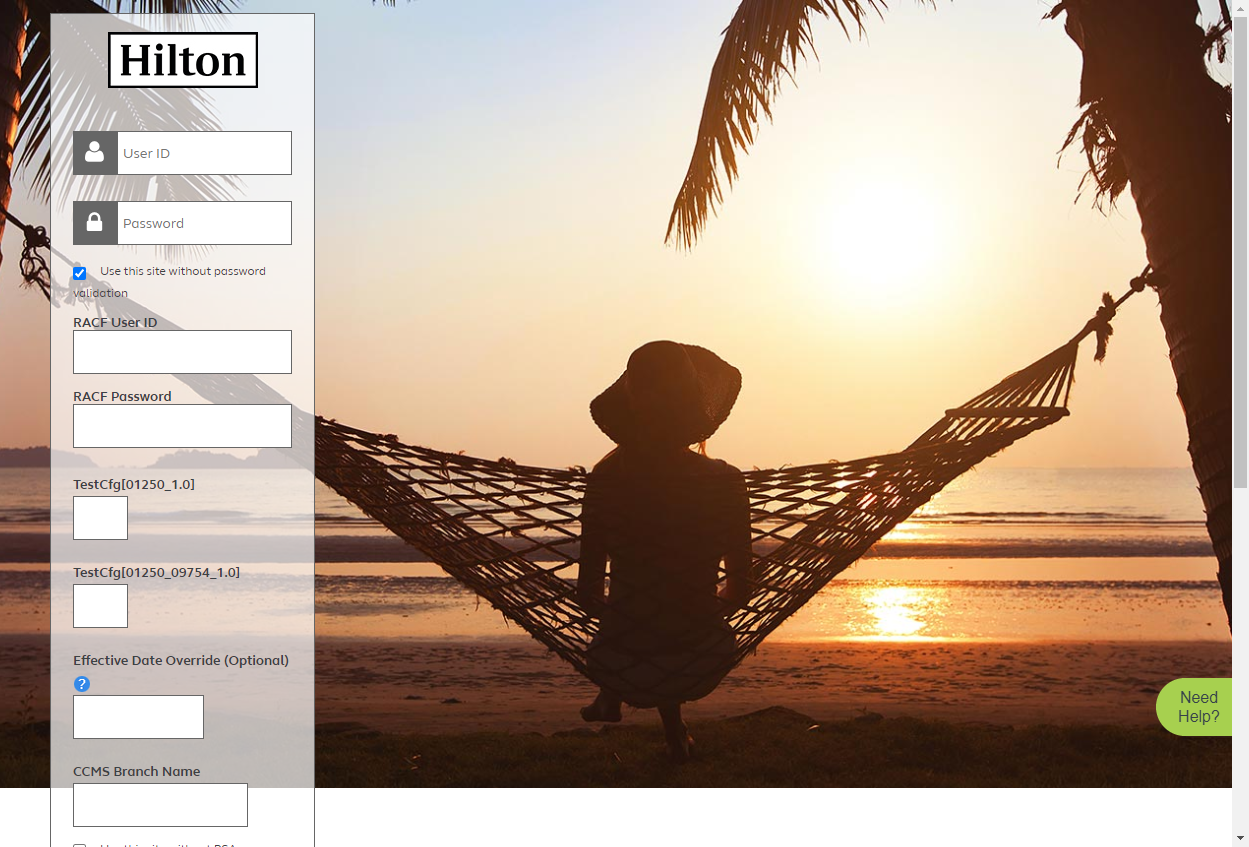 Hilton
User ID
Password
Use this site without password
validation
RACF User ID
RACF Password
TestCfg[01250_1.0]
TestCfg[01250_09754_1.0]
Effective Date Override (Optional)
?
CCMS Branch Name
Need
Help?